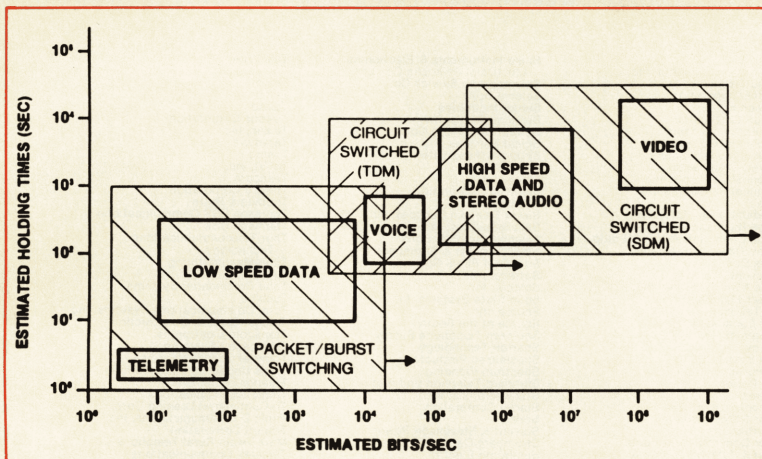 ESTIMATED HOLDING TIMES (SEC)
10⁵
10⁴
10³
10²
10¹
10⁰
CIRCUIT
SWITCHED
(TDM)
VIDEO
HIGH SPEED
DATA AND
STEREO AUDIO
VOICE
CIRCUIT
SWITCHED
(SDM)
LOW SPEED DATA
PACKET/BURST
SWITCHING
TELEMETRY
10⁰ 10¹ 10² 10³ 10⁴ 10⁵ 10⁶ 10⁷ 10⁸ 10⁹
ESTIMATED BITS/SEC